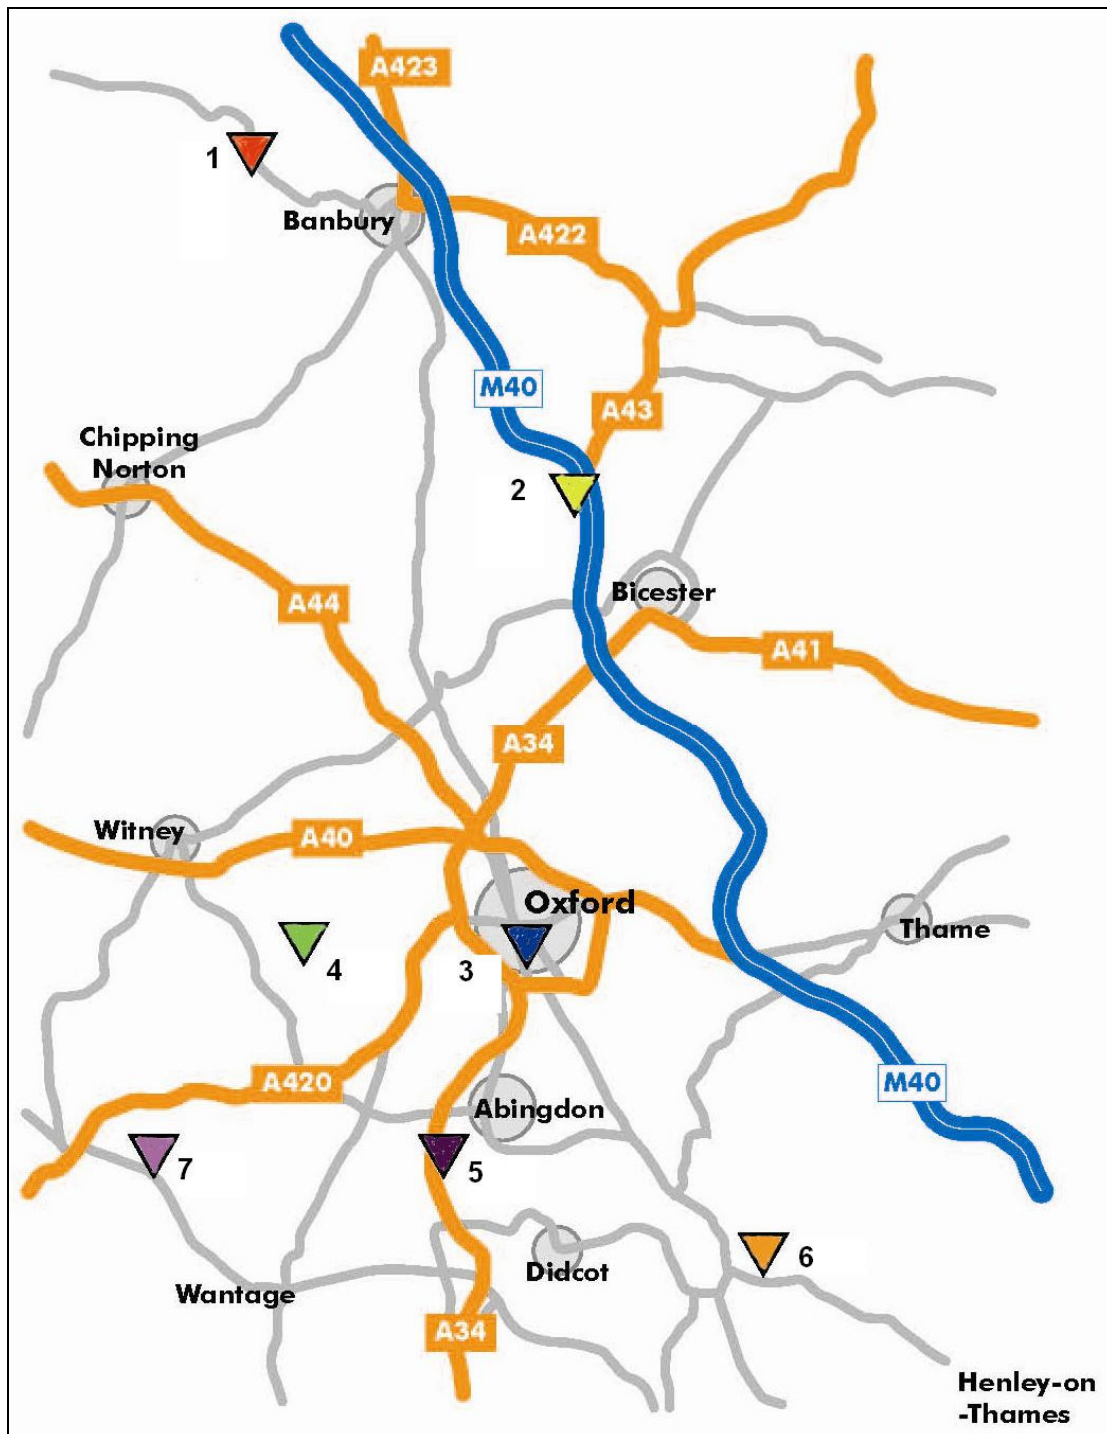 A423
1
Banbury
A422
M40
A43
Chipping
Norton
2
Bicester
A44
A41
A34
Witney
A40
Oxford
Thame
3
4
A420
M40
Abingdon
7
5
6
Didcot
Wantage
A34
Henley-on
-Thames